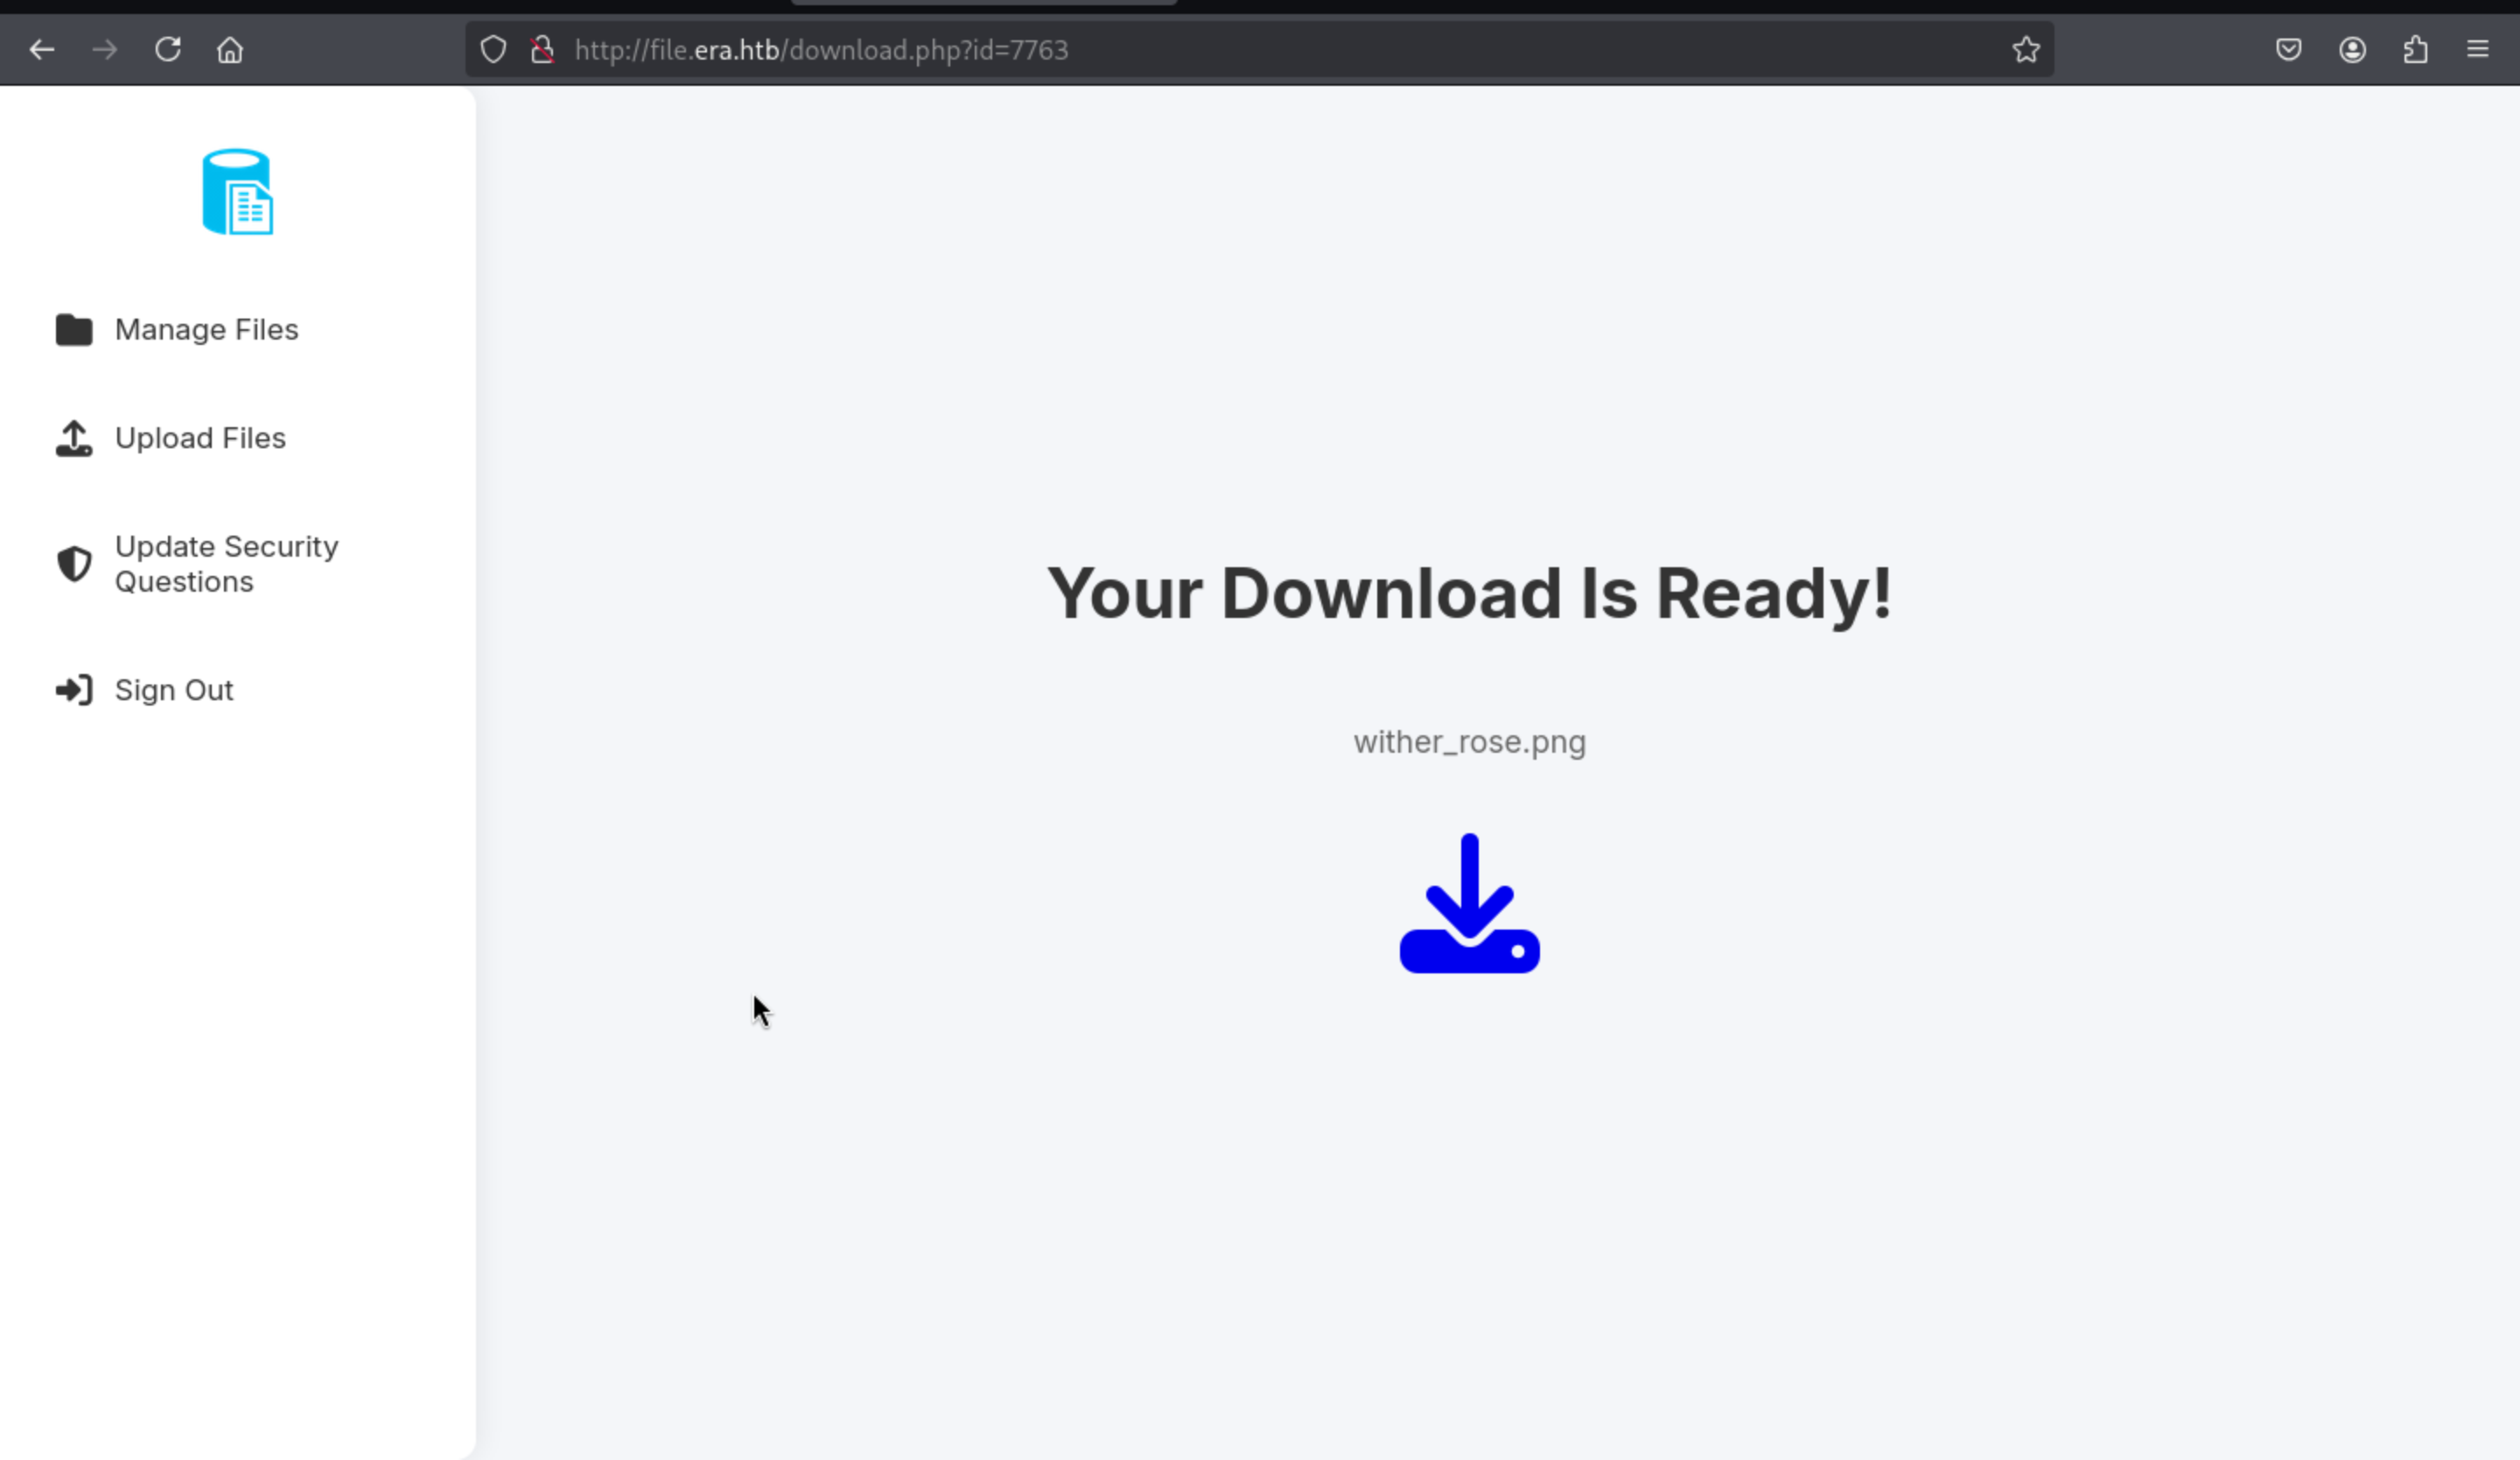 http://file.era.htb/download.php?id=7763
Manage Files
Upload Files
Update Security
Questions
Sign Out
Your Download Is Ready!
wither_rose.png